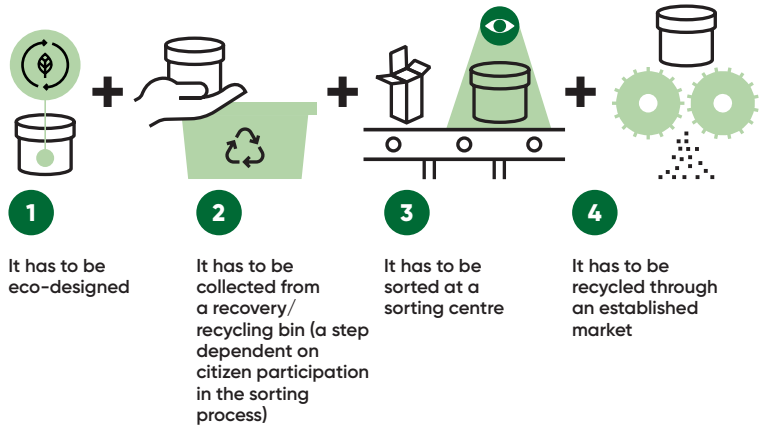 1
It has to be
eco-designed
2
It has to be
collected from
a recovery/
recycling bin (a step
dependent on
citizen participation
in the sorting
process)
3
It has to be
sorted at a
sorting centre
4
It has to be
recycled through
an established
market